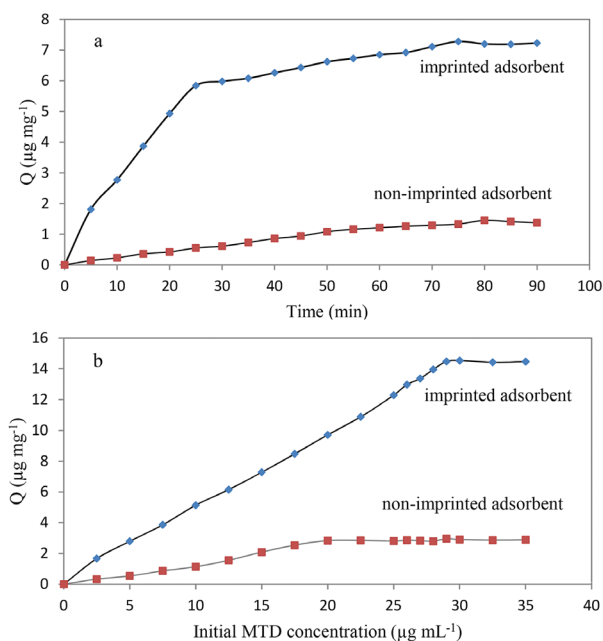 a
8
7
6
5
4
3
2
1
0
Q (µg mg-1)
imprinted adsorbent
non-imprinted adsorbent
0 10 20 30 40 50 60 70 80 90 100
Time (min)
b
16
14
12
10
8
6
4
2
0
Q (µg mg-1)
imprinted adsorbent
non-imprinted adsorbent
0 5 10 15 20 25 30 35 40
Initial MTD concentration (µg mL-1)